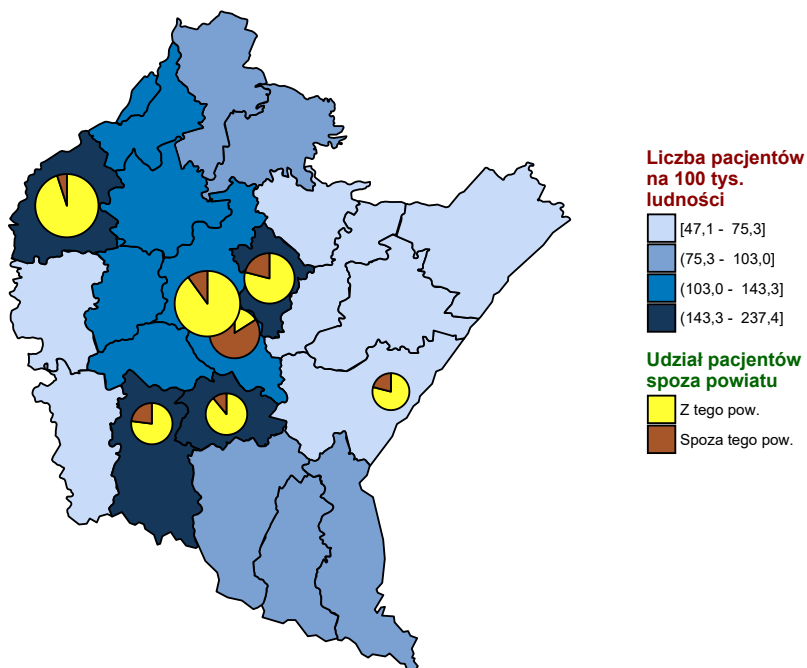 Liczba pacjentów
na 100 tys.
ludności
[47,1 - 75,3]
(75,3 - 103,0]
(103,0 - 143,3]
(143,3 - 237,4]
Udział pacjentów
spoza powiatu
Z tego pow.
Spoza tego pow.